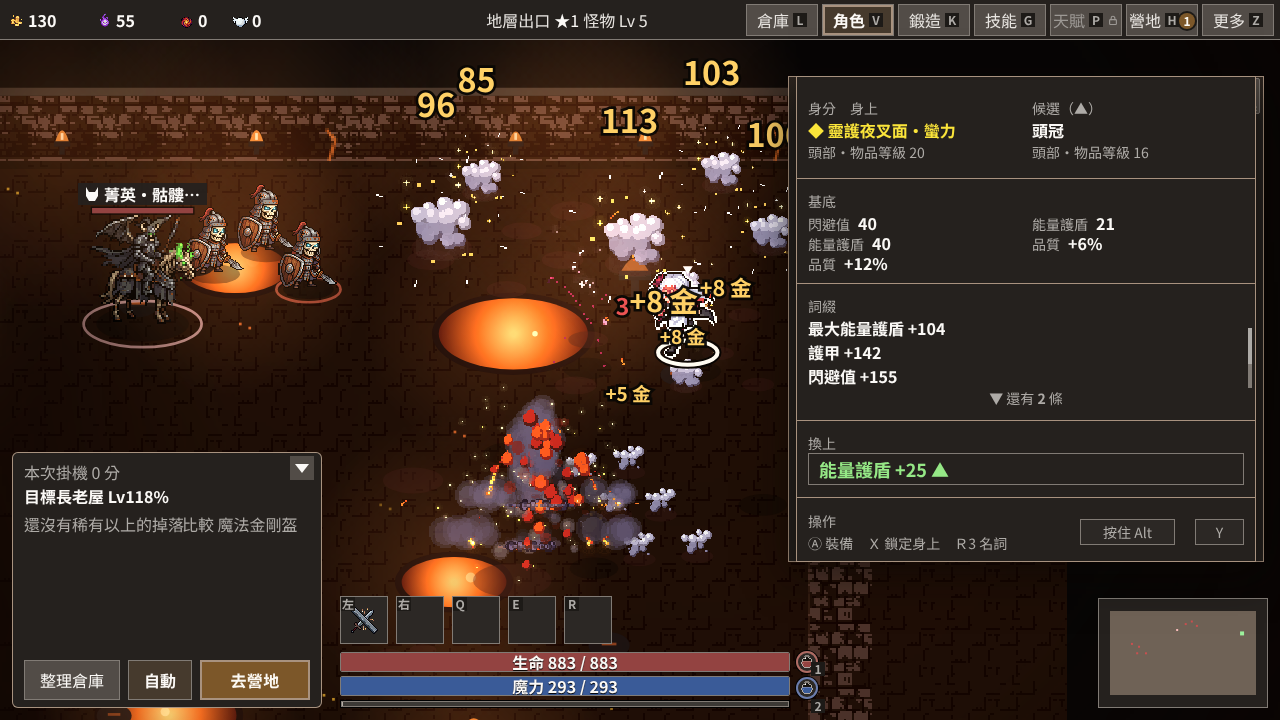 130 55 0 0 地層出口 ★1 怪物 Lv 5 倉庫 L 角色 V 鍛造 K 技能 G 天賦 P 營地 H 1 更多 Z
85
96
103
113
菁英・骷髏…
+8 金
3 +8 金
+8 金
+5 金
身分 身上 候選（▲）
◆ 靈護夜叉面・蠻力 頭冠
頭部・物品等級 20 頭部・物品等級 16
基底
閃避值 40 能量護盾 21
能量護盾 40 品質 +6%
品質 +12%
詞綴
最大能量護盾 +104
護甲 +142
閃避值 +155
▼ 還有 2 條
換上
能量護盾 +25 ▲
操作
Ⓐ 裝備 X 鎖定身上 R3 名詞 按住 Alt Y
本次掛機 0 分 ▼
目標長老屋 Lv118%
還沒有稀有以上的掉落比較 魔法金剛盔
整理倉庫 自動 去營地
左 右 Q E R
生命 883 / 883 1
魔力 293 / 293 2